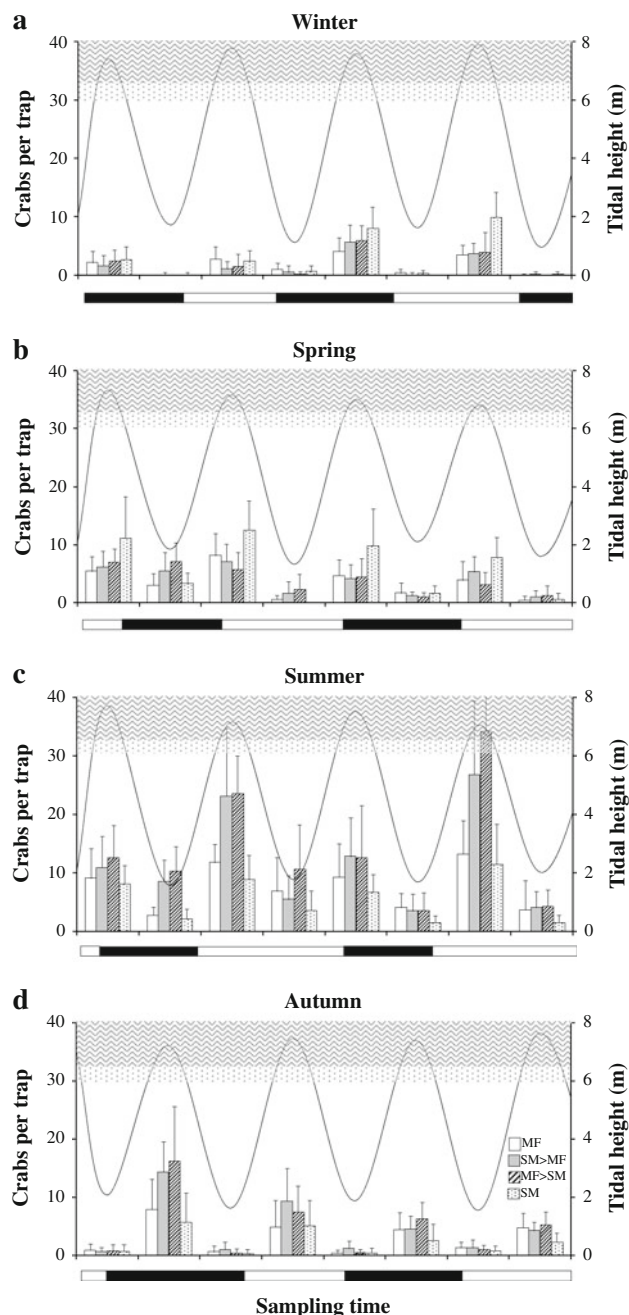 a Winter
40 8
30 6
20 4
10 2
0 0
Crabs per trap
Tidal height (m)
b Spring
40 8
30 6
20 4
10 2
0 0
Crabs per trap
Tidal height (m)
c Summer
40 8
30 6
20 4
10 2
0 0
Crabs per trap
Tidal height (m)
d Autumn
40 8
30 6
20 4
10 2
0 0
Crabs per trap
Tidal height (m)
MF
SM>MF
MF>SM
SM
Sampling time